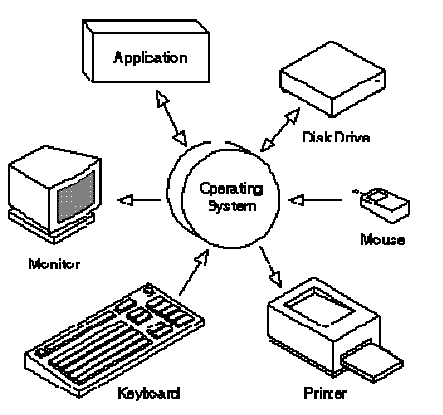 Application
Disk Drive
Operating
System
Mouse
Monitor
Keyboard
Printer